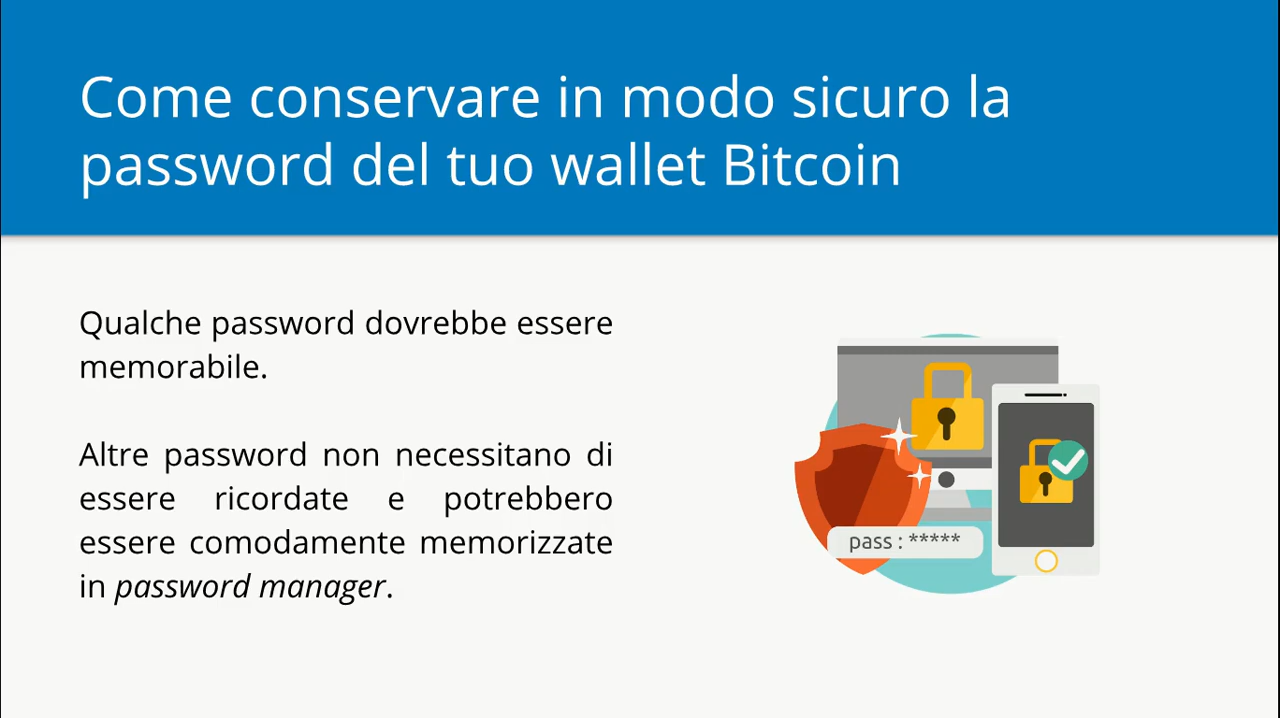 Come conservare in modo sicuro la
password del tuo wallet Bitcoin
Qualche password dovrebbe essere
memorabile.
Altre password non necessitano di
essere ricordate e potrebbero
essere comodamente memorizzate
in password manager.
pass : *****